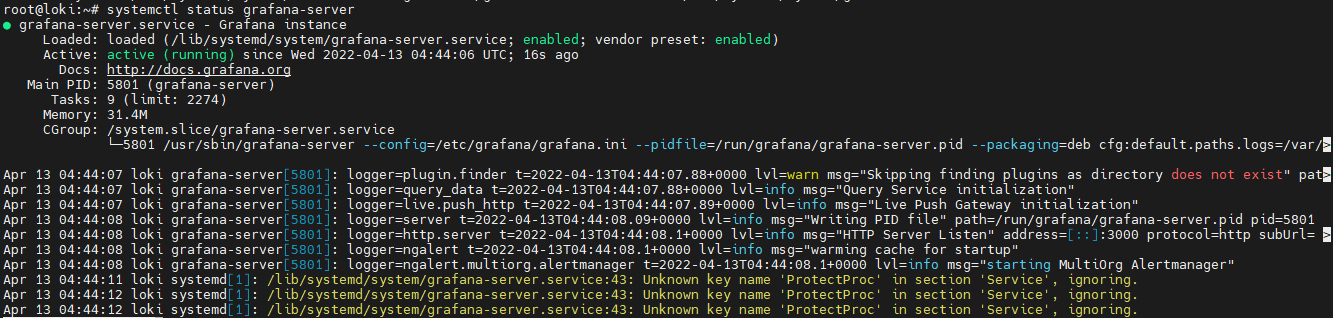 root@loki:~# systemctl status grafana-server
● grafana-server.service - Grafana instance
Loaded: loaded (/lib/systemd/system/grafana-server.service; enabled; vendor preset: enabled)
Active: active (running) since Wed 2022-04-13 04:44:06 UTC; 16s ago
Docs: http://docs.grafana.org
Main PID: 5801 (grafana-server)
Tasks: 9 (limit: 2274)
Memory: 31.4M
CGroup: /system.slice/grafana-server.service
└─5801 /usr/sbin/grafana-server --config=/etc/grafana/grafana.ini --pidfile=/run/grafana/grafana-server.pid --packaging=deb cfg:default.paths.logs=/var/>
Apr 13 04:44:07 loki grafana-server[5801]: logger=plugin.finder t=2022-04-13T04:44:07.88+0000 lvl=warn msg="Skipping finding plugins as directory does not exist" pat>
Apr 13 04:44:07 loki grafana-server[5801]: logger=query_data t=2022-04-13T04:44:07.88+0000 lvl=info msg="Query Service initialization"
Apr 13 04:44:07 loki grafana-server[5801]: logger=live.push_http t=2022-04-13T04:44:07.89+0000 lvl=info msg="Live Push Gateway initialization"
Apr 13 04:44:08 loki grafana-server[5801]: logger=server t=2022-04-13T04:44:08.09+0000 lvl=info msg="Writing PID file" path=/run/grafana/grafana-server.pid pid=5801
Apr 13 04:44:08 loki grafana-server[5801]: logger=http.server t=2022-04-13T04:44:08.1+0000 lvl=info msg="HTTP Server Listen" address=[::]:3000 protocol=http subUrl= >
Apr 13 04:44:08 loki grafana-server[5801]: logger=ngalert t=2022-04-13T04:44:08.1+0000 lvl=info msg="warming cache for startup"
Apr 13 04:44:08 loki grafana-server[5801]: logger=ngalert.multiorg.alertmanager t=2022-04-13T04:44:08.1+0000 lvl=info msg="starting MultiOrg Alertmanager"
Apr 13 04:44:11 loki systemd[1]: /lib/systemd/system/grafana-server.service:43: Unknown key name 'ProtectProc' in section 'Service', ignoring.
Apr 13 04:44:12 loki systemd[1]: /lib/systemd/system/grafana-server.service:43: Unknown key name 'ProtectProc' in section 'Service', ignoring.
Apr 13 04:44:12 loki systemd[1]: /lib/systemd/system/grafana-server.service:43: Unknown key name 'ProtectProc' in section 'Service', ignoring.